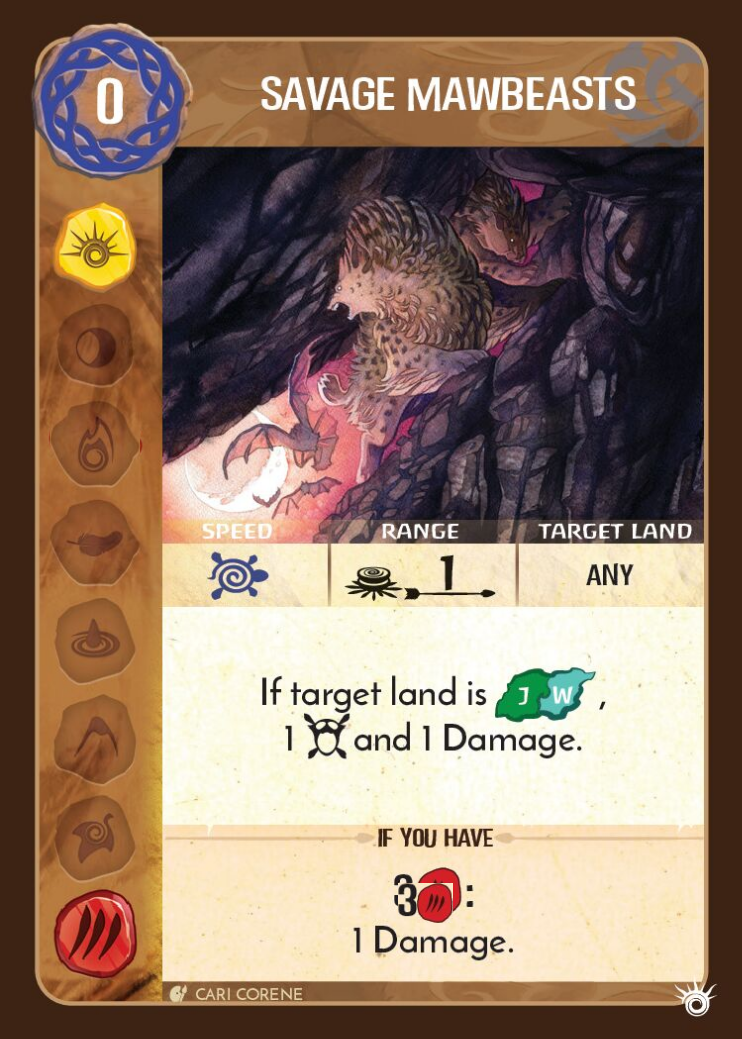 0
SAVAGE MAWBEASTS
SPEED RANGE TARGET LAND
1 ANY
If target land is J W ,
1 and 1 Damage.
IF YOU HAVE
3 :
1 Damage.
CARI CORENE